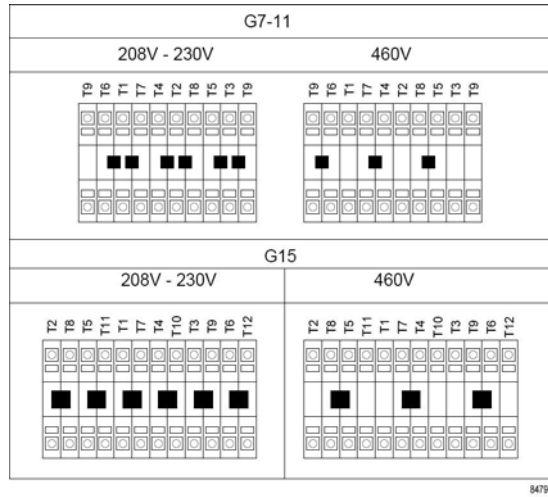 G7-11
208V - 230V 460V
T9 T6 T1 T7 T4 T2 T8 T5 T3 T9 T9 T6 T1 T7 T4 T2 T8 T5 T3 T9
G15
208V - 230V 460V
T2 T8 T5 T11 T1 T7 T4 T10 T3 T9 T6 T12 T2 T8 T5 T11 T1 T7 T4 T10 T3 T9 T6 T12
8479